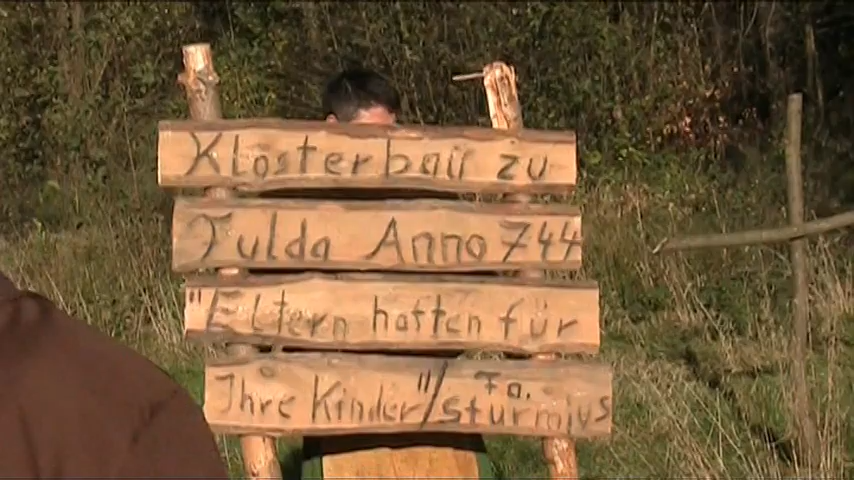 Klosterbau zu
Fulda Anno 744
"Eltern haften für
Ihre Kinder"/Fa. Sturmius